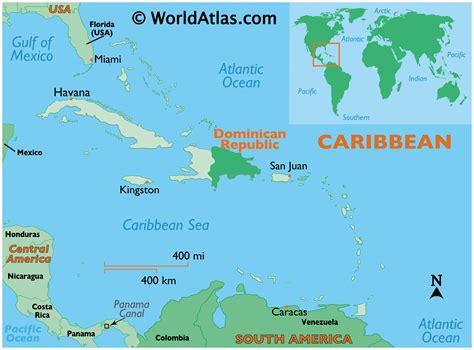 USA
© WorldAtlas.com
Florida
(USA)
Gulf of
Mexico
Miami
Atlantic
Ocean
Arctic
Atlantic
Pacific
Indian
Pacific
Southern
Havana
Dominican
Republic
CARIBBEAN
Mexico
San Juan
Kingston
Caribbean Sea
Honduras
Central
America
400 mi
400 km
Nicaragua
N
Costa
Rica
Panama
Canal
Caracas
Pacific
Ocean
Panama
Colombia
Venezuela
SOUTH AMERICA